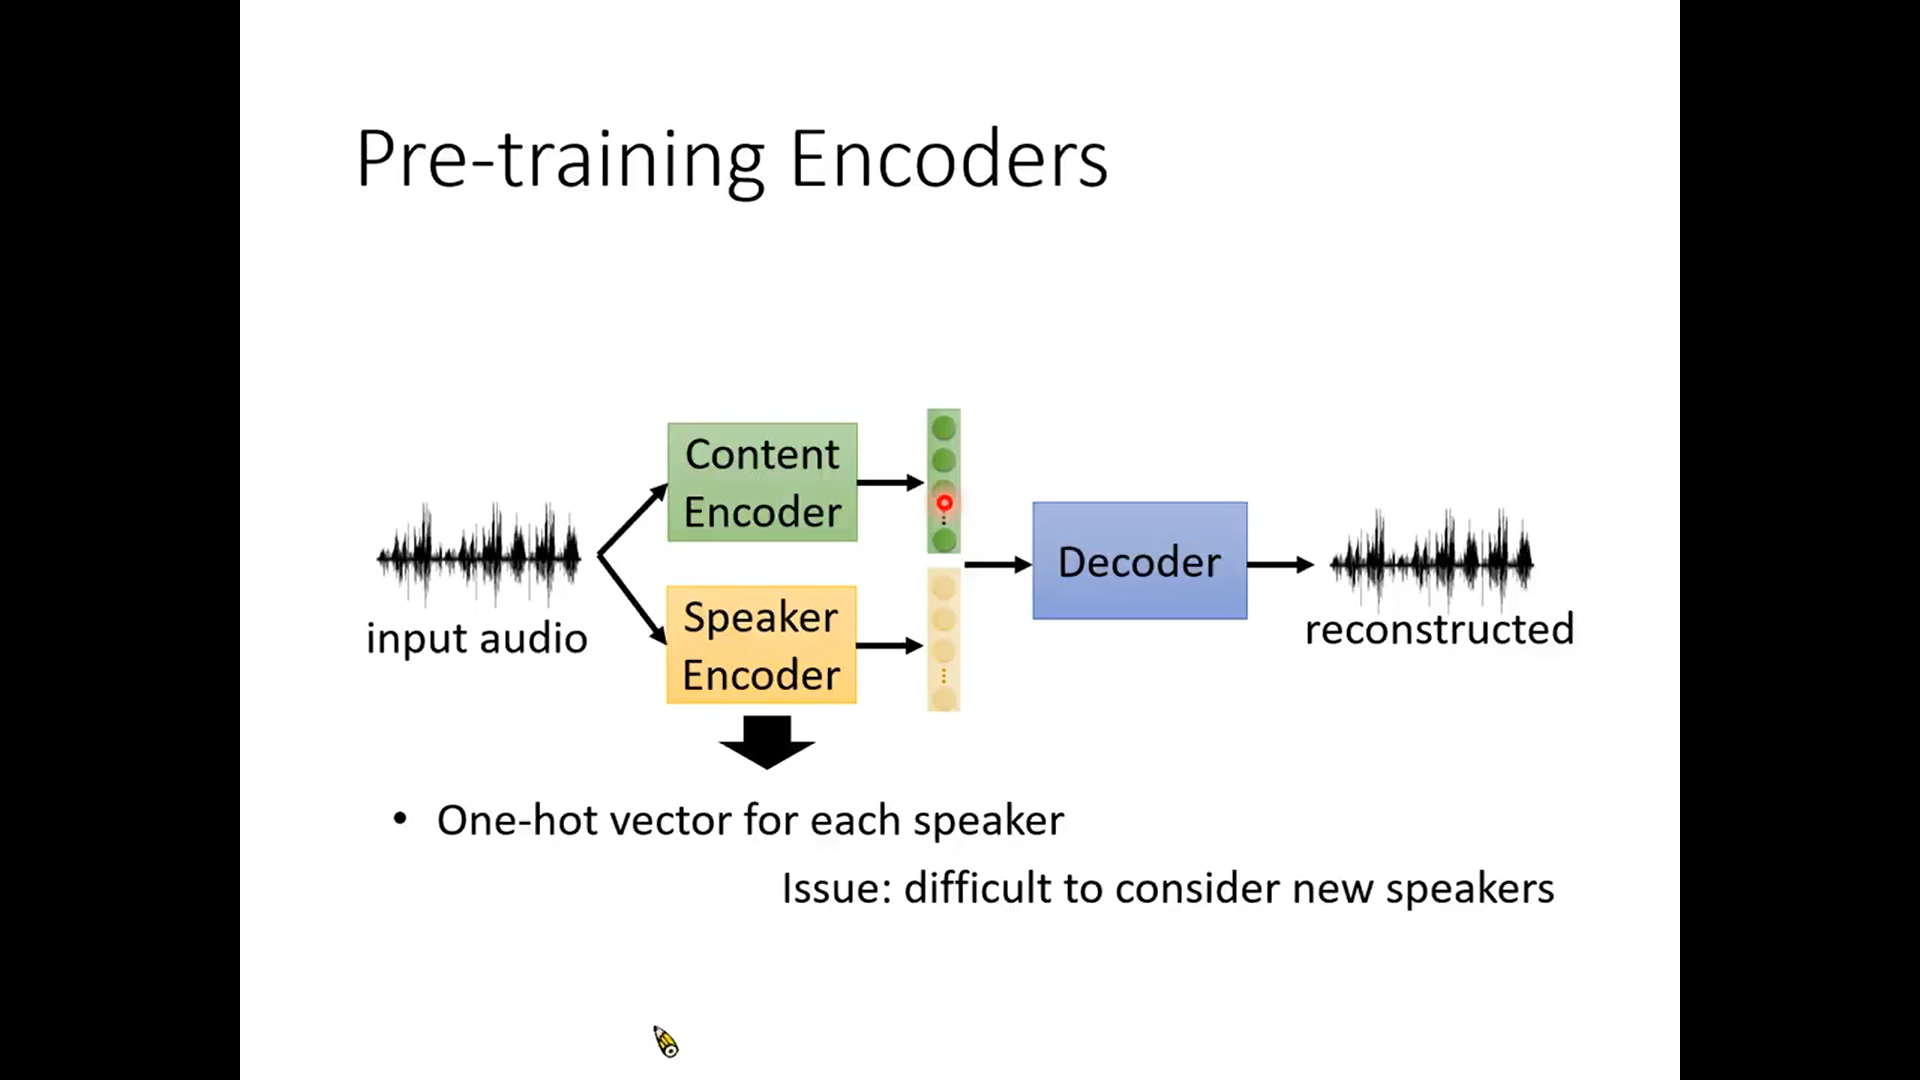 Pre-training Encoders
Content
Encoder
input audio
Speaker
Encoder
Decoder
reconstructed
• One-hot vector for each speaker
Issue: difficult to consider new speakers